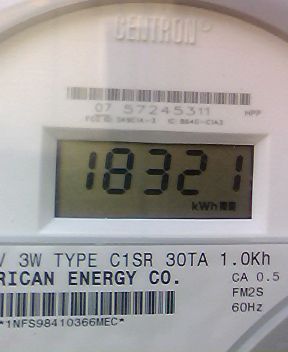 CENTRON®
07 57245311 HPP
18321
kWh
V 3W TYPE C1SR 30TA 1.0Kh
RICAN ENERGY CO. CA 0.5
FM2S
60Hz
*1NFS98410366MEC*